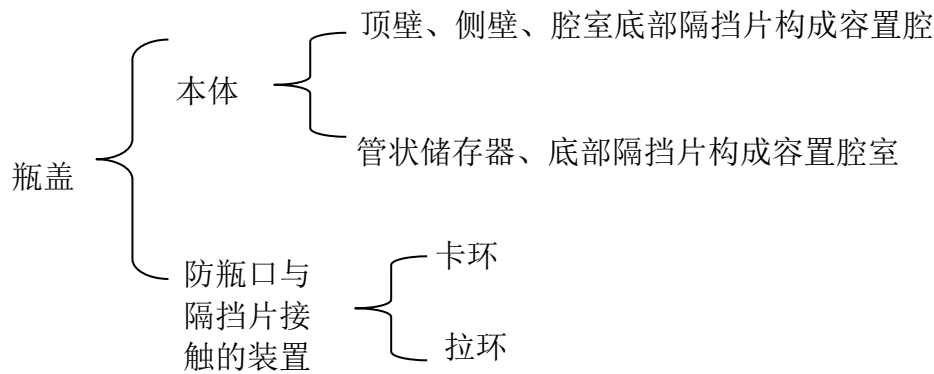 顶壁、侧壁、腔室底部隔挡片构成容置腔
本体
管状储存器、底部隔挡片构成容置腔室
瓶盖
卡环
防瓶口与
隔挡片接
触的装置
拉环